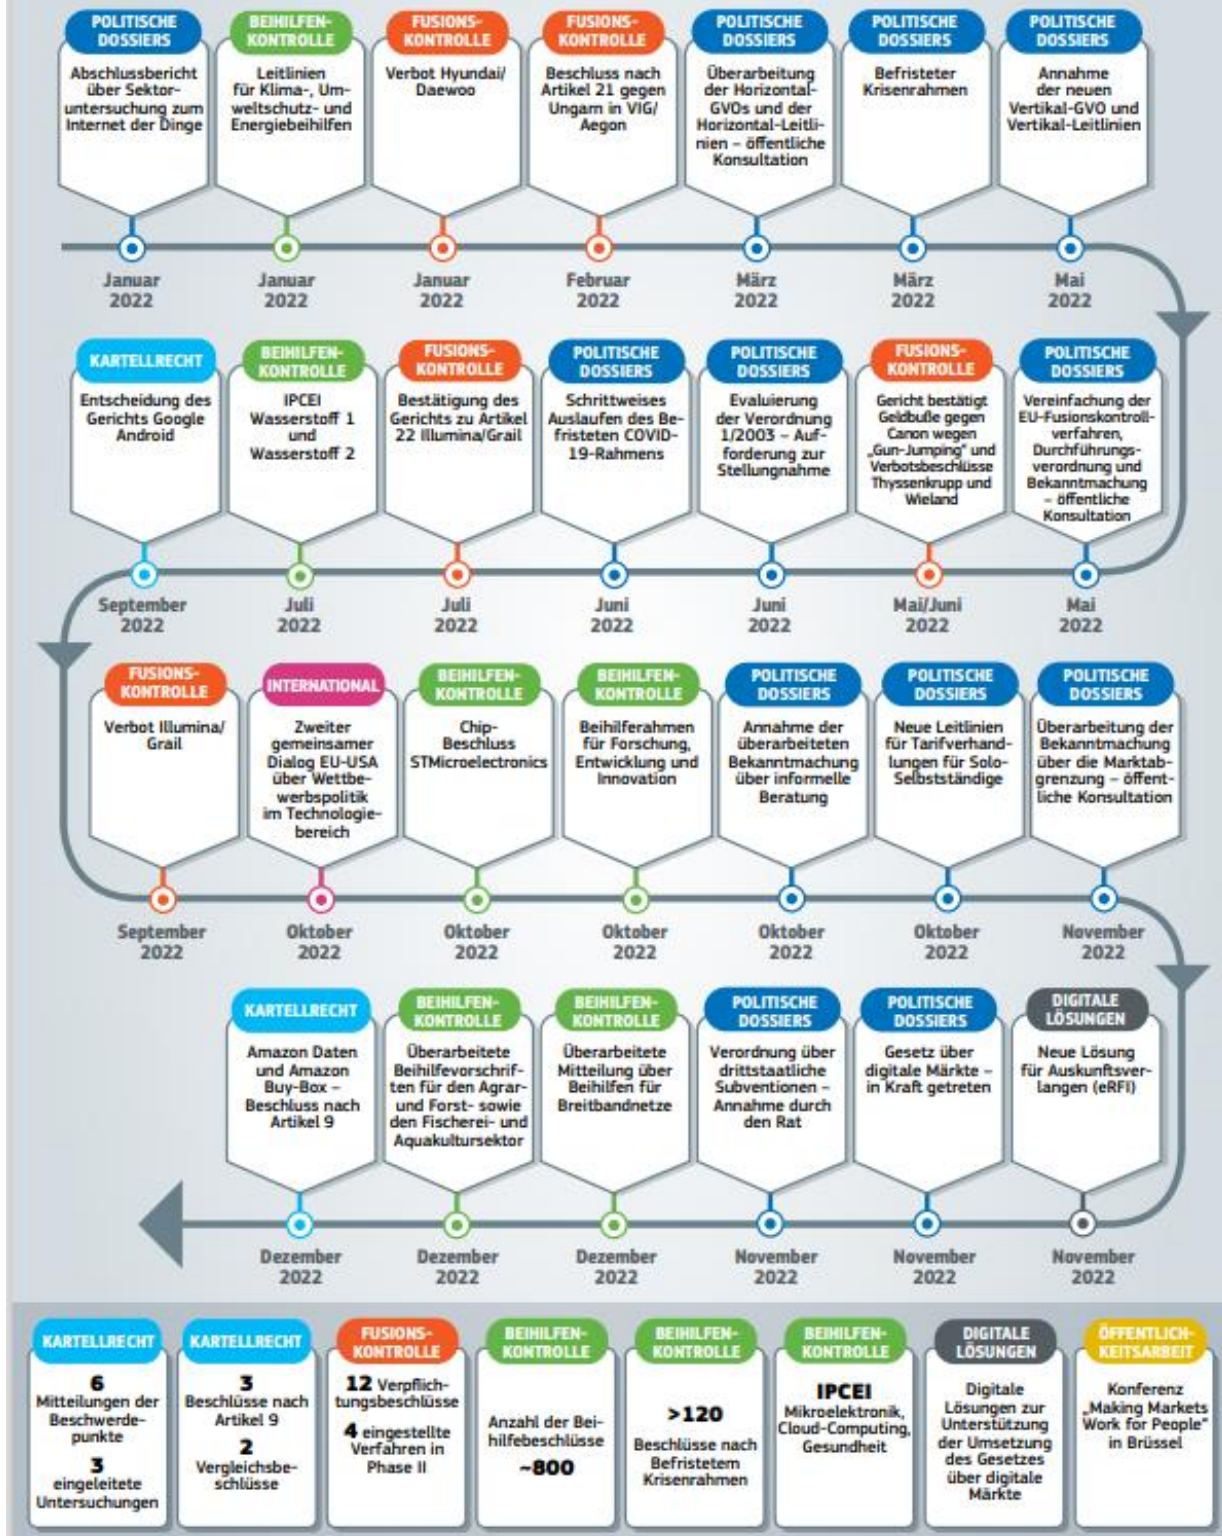 POLITISCHE
DOSSIERS
Abschlussbericht
über Sektor-
untersuchung zum
Internet der Dinge
Januar
2022
BEIHILFEN-
KONTROLLE
Leitlinien
für Klima-, Um-
weltschutz- und
Energiebeihilfen
Januar
2022
FUSIONS-
KONTROLLE
Verbot Hyundai/
Daewoo
Januar
2022
FUSIONS-
KONTROLLE
Beschluss nach
Artikel 21 gegen
Ungarn in VIG/
Aegon
Februar
2022
POLITISCHE
DOSSIERS
Überarbeitung
der Horizontal-
GVOs und der
Horizontal-Leitli-
nien – öffentliche
Konsultation
März
2022
POLITISCHE
DOSSIERS
Befristeter
Krisenrahmen
März
2022
POLITISCHE
DOSSIERS
Annahme
der neuen
Vertikal-GVO und
Vertikal-Leitlinien
Mai
2022
KARTELLRECHT
Entscheidung des
Gerichts Google
Android
September
2022
BEIHILFEN-
KONTROLLE
IPCEI
Wasserstoff 1
und
Wasserstoff 2
Juli
2022
FUSIONS-
KONTROLLE
Bestätigung des
Gerichts zu Artikel
22 Illumina/Grail
Juli
2022
POLITISCHE
DOSSIERS
Schrittweises
Auslaufen des Be-
fristeten COVID-
19-Rahmens
Juni
2022
POLITISCHE
DOSSIERS
Evaluierung
der Verordnung
1/2003 – Auf-
forderung zur
Stellungnahme
Juni
2022
FUSIONS-
KONTROLLE
Gericht bestätigt
Geldbuße gegen
Canon wegen
„Gun-Jumping" und
Verbotsbeschlüsse
Thyssenkrupp und
Wieland
Mai/Juni
2022
POLITISCHE
DOSSIERS
Vereinfachung der
EU-Fusionskontroll-
verfahren,
Durchführungs-
verordnung und
Bekanntmachung
– öffentliche
Konsultation
Mai
2022
FUSIONS-
KONTROLLE
Verbot Illumina/
Grail
September
2022
INTERNATIONAL
Zweiter
gemeinsamer
Dialog EU-USA
über Wettbe-
werbspolitik
im Technologie-
bereich
Oktober
2022
BEIHILFEN-
KONTROLLE
Chip-
Beschluss
STMicroelectronics
Oktober
2022
BEIHILFEN-
KONTROLLE
Beihilferahmen
für Forschung,
Entwicklung und
Innovation
Oktober
2022
POLITISCHE
DOSSIERS
Annahme der
überarbeiteten
Bekanntmachung
über informelle
Beratung
Oktober
2022
POLITISCHE
DOSSIERS
Neue Leitlinien
für Tarifverhand-
lungen für Solo-
Selbstständige
Oktober
2022
POLITISCHE
DOSSIERS
Überarbeitung der
Bekanntmachung
über die Marktab-
grenzung – öffent-
liche Konsultation
November
2022
KARTELLRECHT
Amazon Daten
und Amazon
Buy-Box –
Beschluss nach
Artikel 9
Dezember
2022
BEIHILFEN-
KONTROLLE
Überarbeitete
Beihilfevorschrif-
ten für den Agrar-
und Forst- sowie
den Fischerei- und
Aquakultursektor
Dezember
2022
BEIHILFEN-
KONTROLLE
Überarbeitete
Mitteilung über
Beihilfen für
Breitbandnetze
Dezember
2022
POLITISCHE
DOSSIERS
Verordnung über
drittstaatliche
Subventionen –
Annahme durch
den Rat
November
2022
POLITISCHE
DOSSIERS
Gesetz über
digitale Märkte –
in Kraft getreten
November
2022
DIGITALE
LÖSUNGEN
Neue Lösung
für Auskunftsver-
langen (eRFI)
November
2022
KARTELLRECHT
6
Mitteilungen der
Beschwerde-
punkte
3
eingeleitete
Untersuchungen
KARTELLRECHT
3
Beschlüsse nach
Artikel 9
2
Vergleichsbe-
schlüsse
FUSIONS-
KONTROLLE
12 Verpflich-
tungsbeschlüsse
4 eingestellte
Verfahren in
Phase II
BEIHILFEN-
KONTROLLE
Anzahl der Bei-
hilfebeschlüsse
~800
BEIHILFEN-
KONTROLLE
>120
Beschlüsse nach
Befristetem
Krisenrahmen
BEIHILFEN-
KONTROLLE
IPCEI
Mikroelektronik,
Cloud-Computing,
Gesundheit
DIGITALE
LÖSUNGEN
Digitale
Lösungen zur
Unterstützung
der Umsetzung
des Gesetzes
über digitale
Märkte
ÖFFENTLICH-
KEITSARBEIT
Konferenz
„Making Markets
Work for People"
in Brüssel